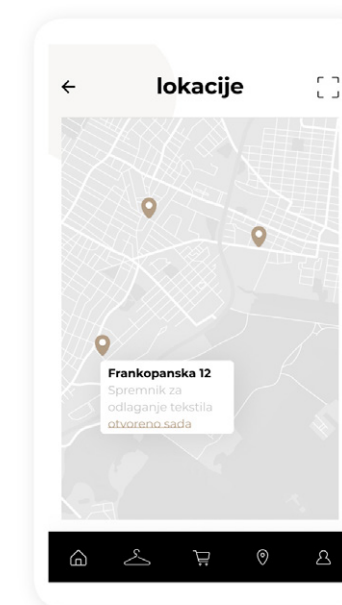 lokacije
Frankopanska 12
Spremnik za
odlaganje tekstila
otvoreno sada